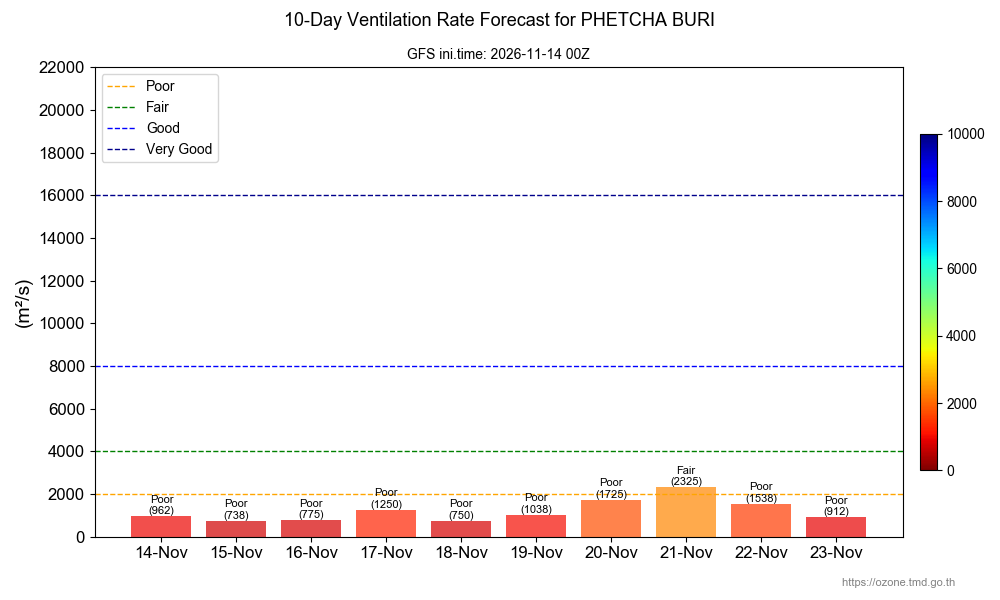 10-Day Ventilation Rate Forecast for PHETCHA BURI
GFS ini.time: 2026-11-14 00Z
22000
20000
18000
16000
14000
12000
10000
8000
6000
4000
2000
0
(m²/s)
Poor
Fair
Good
Very Good
Poor
(962)
Poor
(738)
Poor
(775)
Poor
(1250)
Poor
(750)
Poor
(1038)
Poor
(1725)
Fair
(2325)
Poor
(1538)
Poor
(912)
14-Nov 15-Nov 16-Nov 17-Nov 18-Nov 19-Nov 20-Nov 21-Nov 22-Nov 23-Nov
10000
8000
6000
4000
2000
0
https://ozone.tmd.go.th